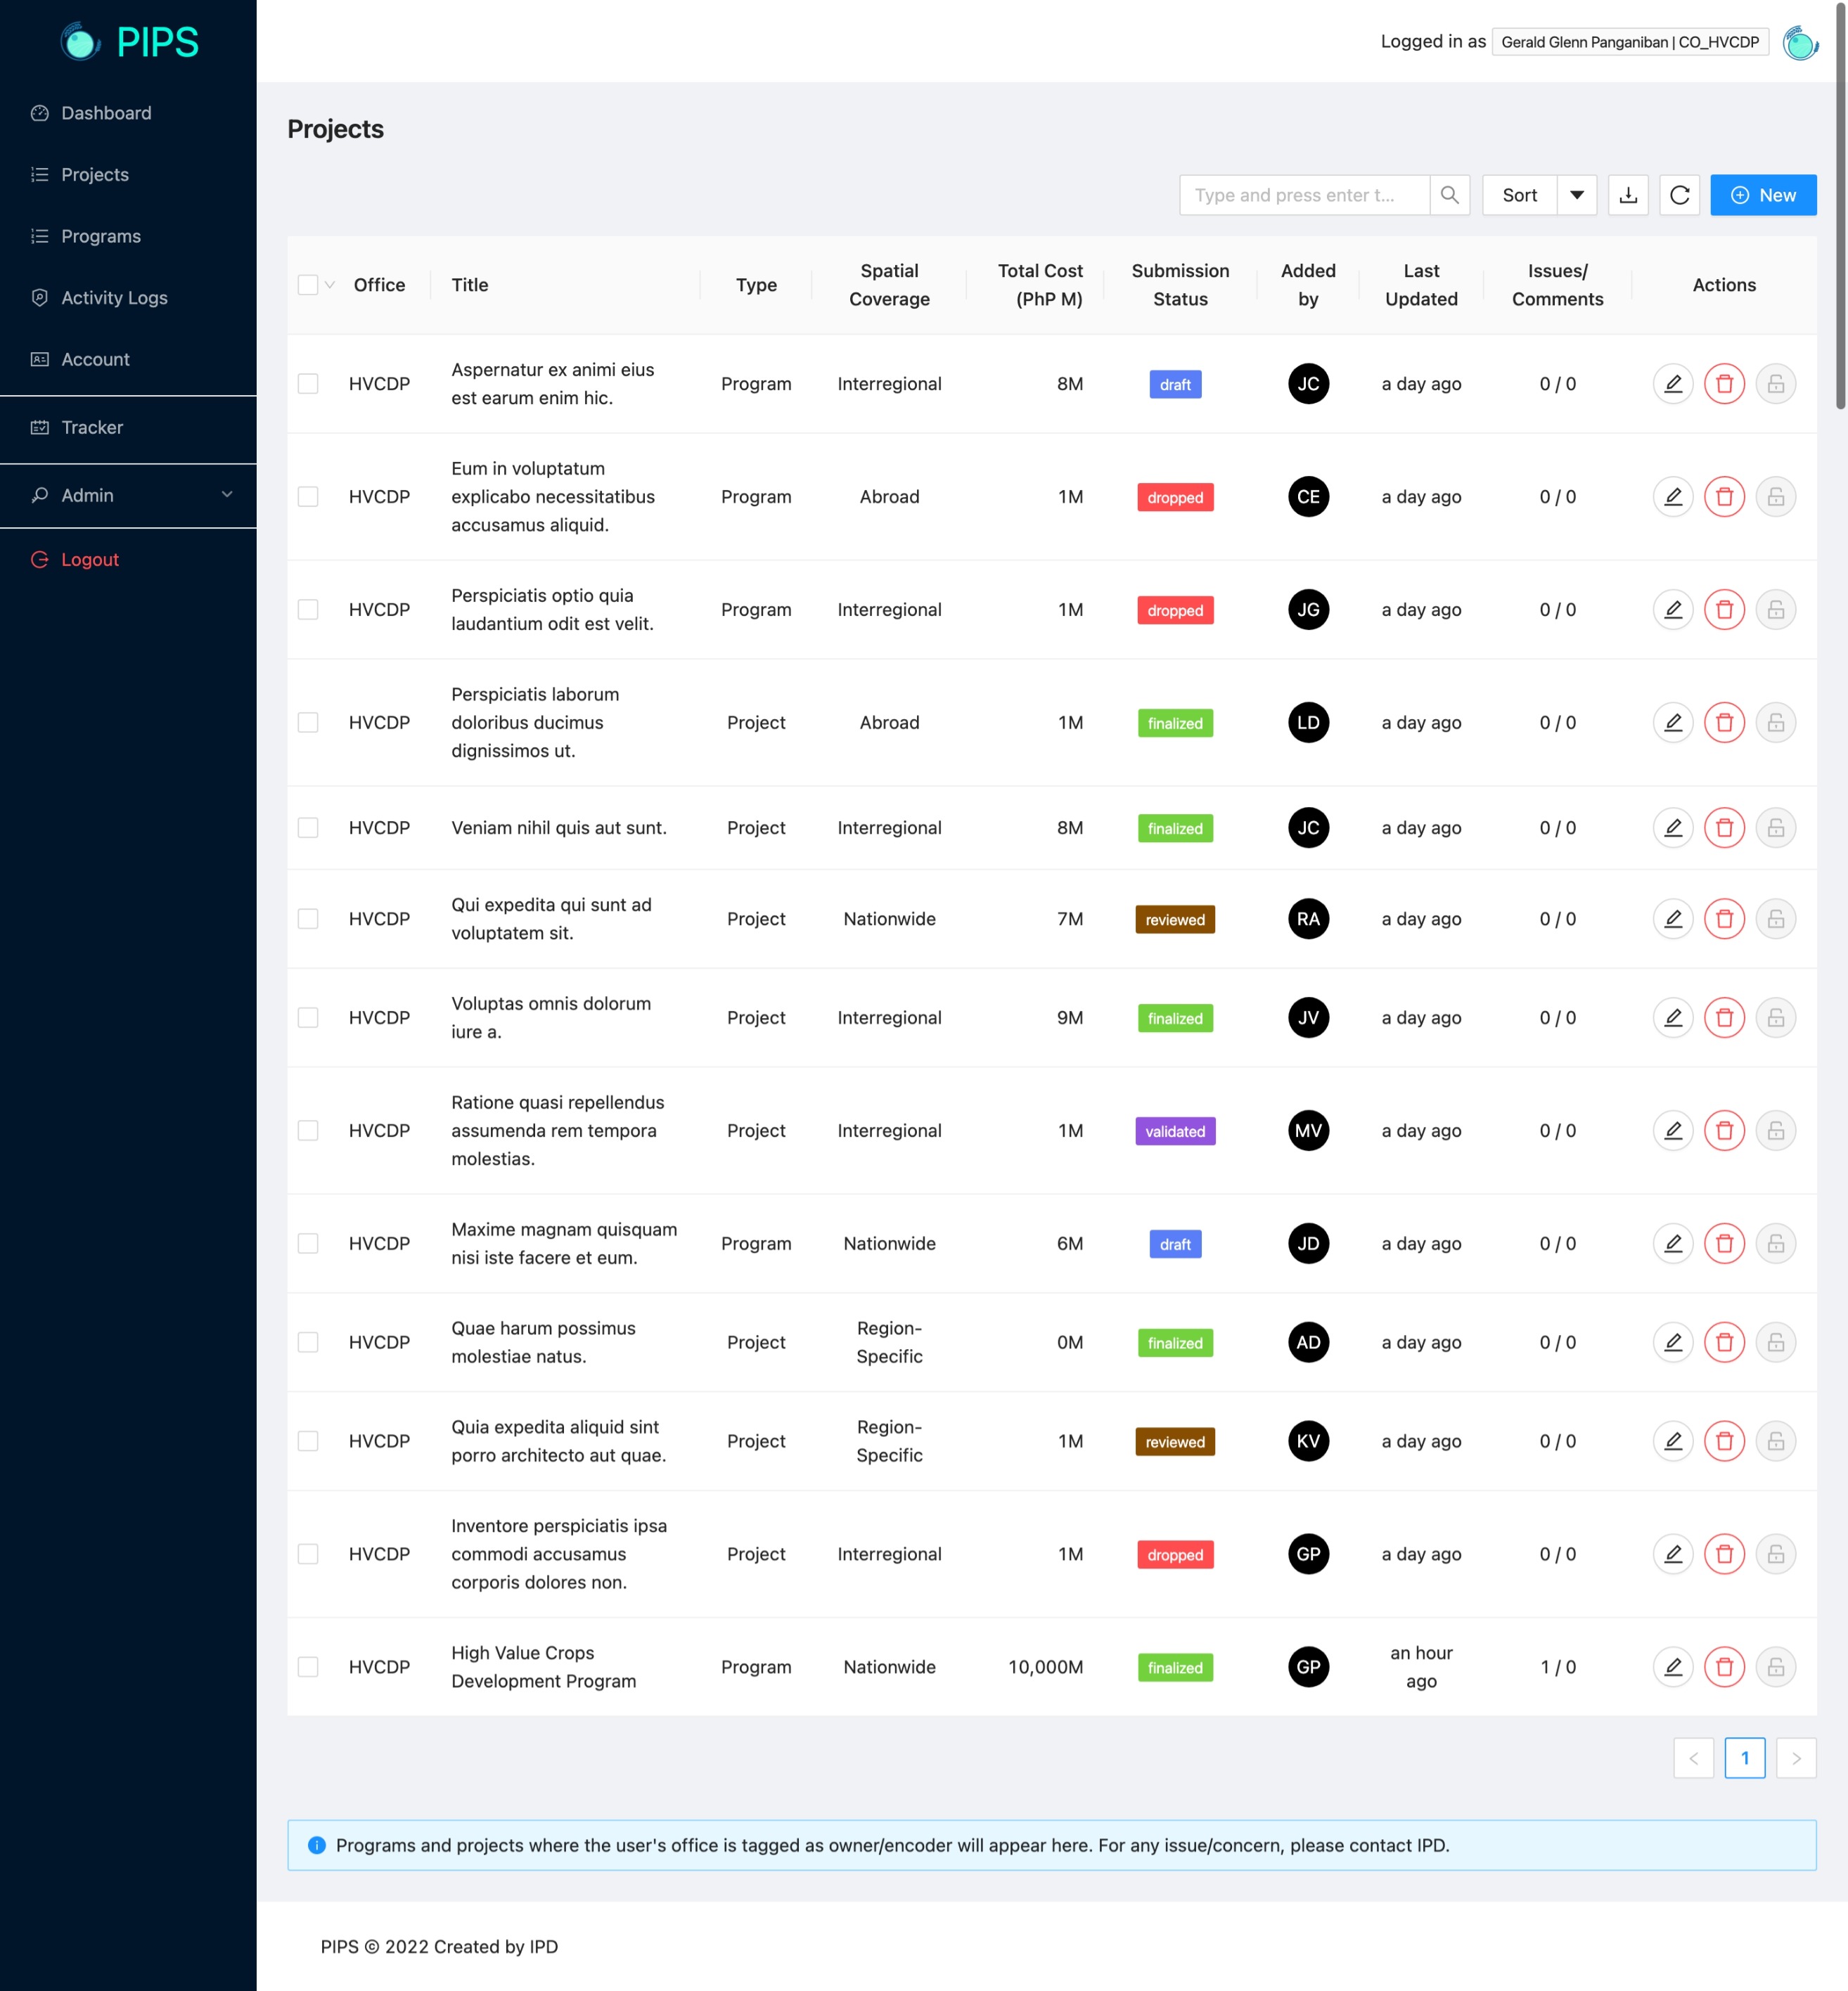 PIPS
Logged in as Gerald Glenn Panganiban | CO_HVCDP
Dashboard
Projects
Programs
Activity Logs
Account
Tracker
Admin
Logout
Projects
Type and press enter t...
Sort
New
Office
Title
Type
Spatial
Coverage
Total Cost
(PhP M)
Submission
Status
Added
by
Last
Updated
Issues/
Comments
Actions
HVCDP
Aspernatur ex animi eius
est earum enim hic.
Program
Interregional
8M
draft
JC
a day ago
0 / 0
HVCDP
Eum in voluptatum
explicabo necessitatibus
accusamus aliquid.
Program
Abroad
1M
dropped
CE
a day ago
0 / 0
HVCDP
Perspiciatis optio quia
laudantium odit est velit.
Program
Interregional
1M
dropped
JG
a day ago
0 / 0
HVCDP
Perspiciatis laborum
doloribus ducimus
dignissimos ut.
Project
Abroad
1M
finalized
LD
a day ago
0 / 0
HVCDP
Veniam nihil quis aut sunt.
Project
Interregional
8M
finalized
JC
a day ago
0 / 0
HVCDP
Qui expedita qui sunt ad
voluptatem sit.
Project
Nationwide
7M
reviewed
RA
a day ago
0 / 0
HVCDP
Voluptas omnis dolorum
iure a.
Project
Interregional
9M
finalized
JV
a day ago
0 / 0
HVCDP
Ratione quasi repellendus
assumenda rem tempora
molestias.
Project
Interregional
1M
validated
MV
a day ago
0 / 0
HVCDP
Maxime magnam quisquam
nisi iste facere et eum.
Program
Nationwide
6M
draft
JD
a day ago
0 / 0
HVCDP
Quae harum possimus
molestiae natus.
Project
Region-
Specific
0M
finalized
AD
a day ago
0 / 0
HVCDP
Quia expedita aliquid sint
porro architecto aut quae.
Project
Region-
Specific
1M
reviewed
KV
a day ago
0 / 0
HVCDP
Inventore perspiciatis ipsa
commodi accusamus
corporis dolores non.
Project
Interregional
1M
dropped
GP
a day ago
0 / 0
HVCDP
High Value Crops
Development Program
Program
Nationwide
10,000M
finalized
GP
an hour
ago
1 / 0
1
Programs and projects where the user's office is tagged as owner/encoder will appear here. For any issue/concern, please contact IPD.
PIPS © 2022 Created by IPD